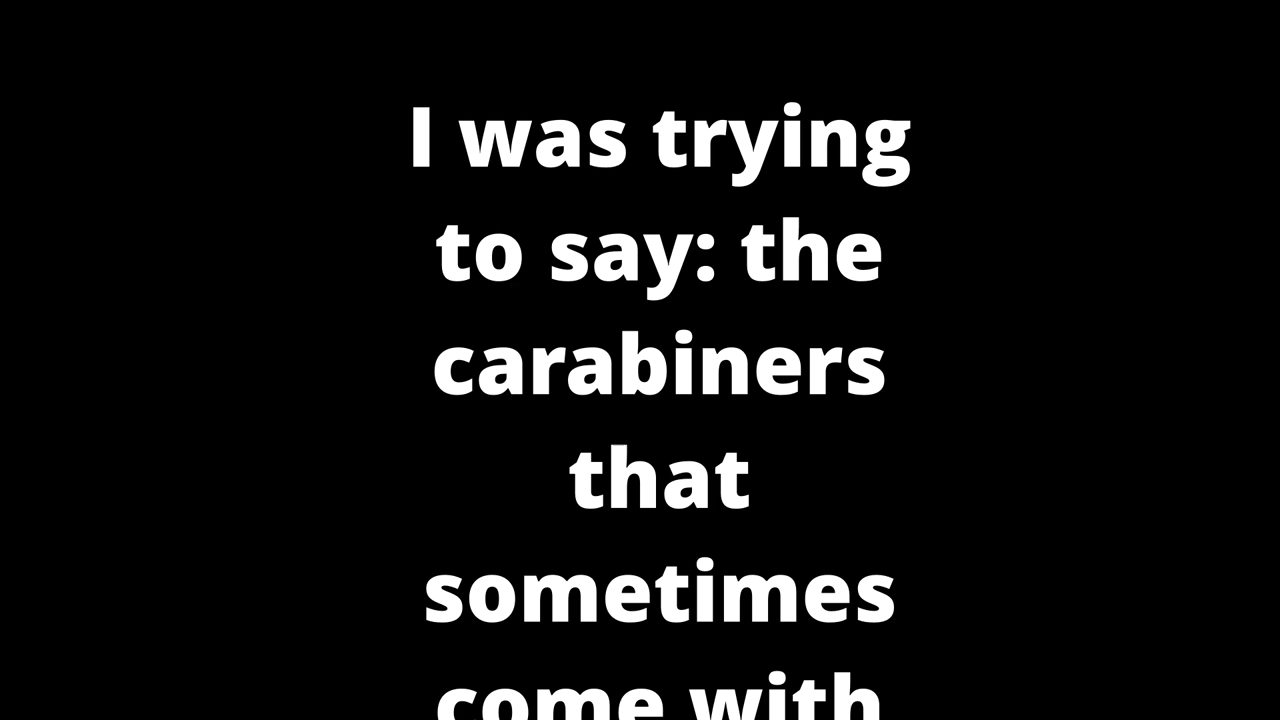 I was trying
to say: the
carabiners
that
sometimes
come with